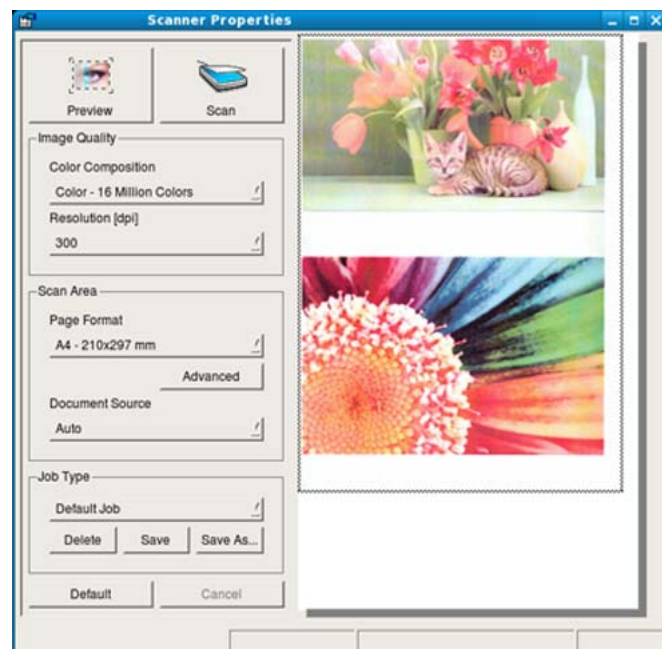 Scanner Properties
Preview
Scan
Image Quality
Color Composition
Color - 16 Million Colors
Resolution [dpi]
300
Scan Area
Page Format
A4 - 210x297 mm
Advanced
Document Source
Auto
Job Type
Default Job
Delete
Save
Save As...
Default
Cancel